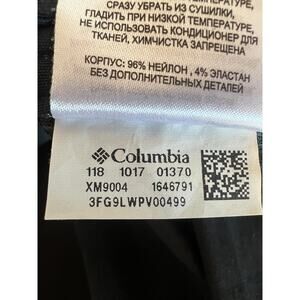 СРАЗУ УБРАТЬ ИЗ СУШИЛКИ,
ГЛАДИТЬ ПРИ НИЗКОЙ ТЕМПЕРАТУРЕ,
НЕ ИСПОЛЬЗОВАТЬ КОНДИЦИОНЕР ДЛЯ
ТКАНЕЙ, ХИМЧИСТКА ЗАПРЕЩЕНА
КОРПУС: 96% НЕЙЛОН, 4% ЭЛАСТАН
БЕЗ ДОПОЛНИТЕЛЬНЫХ ДЕТАЛЕЙ
Columbia
118 1017 01370
XM9004 1646791
3FG9LWPV00499